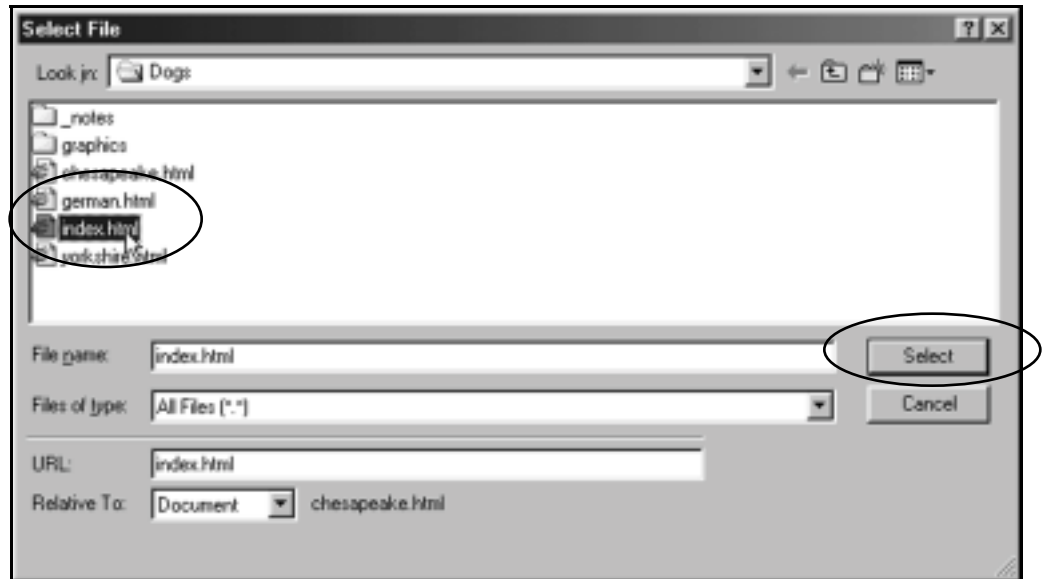 Select File
Look in: Dogs
_notes
graphics
chesapeake.html
german.html
index.html
yorkshire.html
File name: index.html Select
Files of type: All Files (*.*) Cancel
URL: index.html
Relative To: Document chesapeake.html